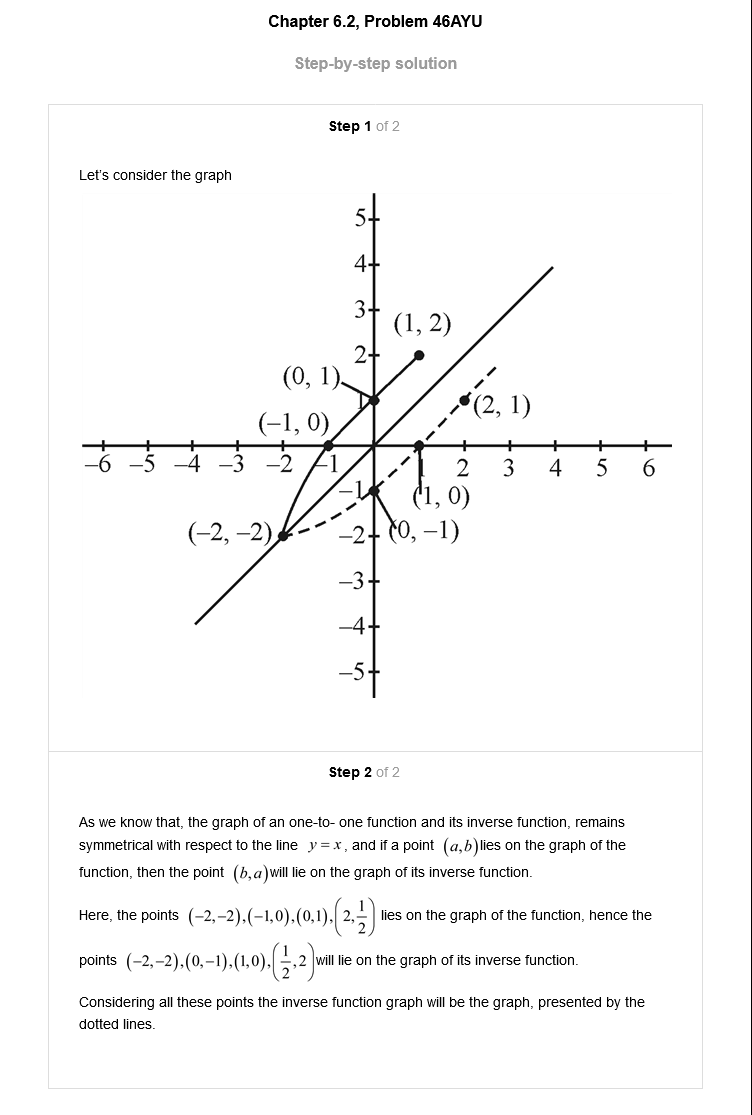 Chapter 6.2, Problem 46AYU
Step-by-step solution
Step 1 of 2
Let's consider the graph
5
4
3
(1, 2)
2
(0, 1)
1
(2, 1)
(−1, 0)
−6 −5 −4 −3 −2 −1 1 2 3 4 5 6
−1
(1, 0)
(−2, −2)
−2
(0, −1)
−3
−4
−5
Step 2 of 2
As we know that, the graph of an one-to- one function and its inverse function, remains
symmetrical with respect to the line y = x, and if a point (a,b)lies on the graph of the
function, then the point (b,a)will lie on the graph of its inverse function.
Here, the points (−2,−2),(−1,0),(0,1),(2,1/2) lies on the graph of the function, hence the
points (−2,−2),(0,−1),(1,0),(1/2,2)will lie on the graph of its inverse function.
Considering all these points the inverse function graph will be the graph, presented by the
dotted lines.